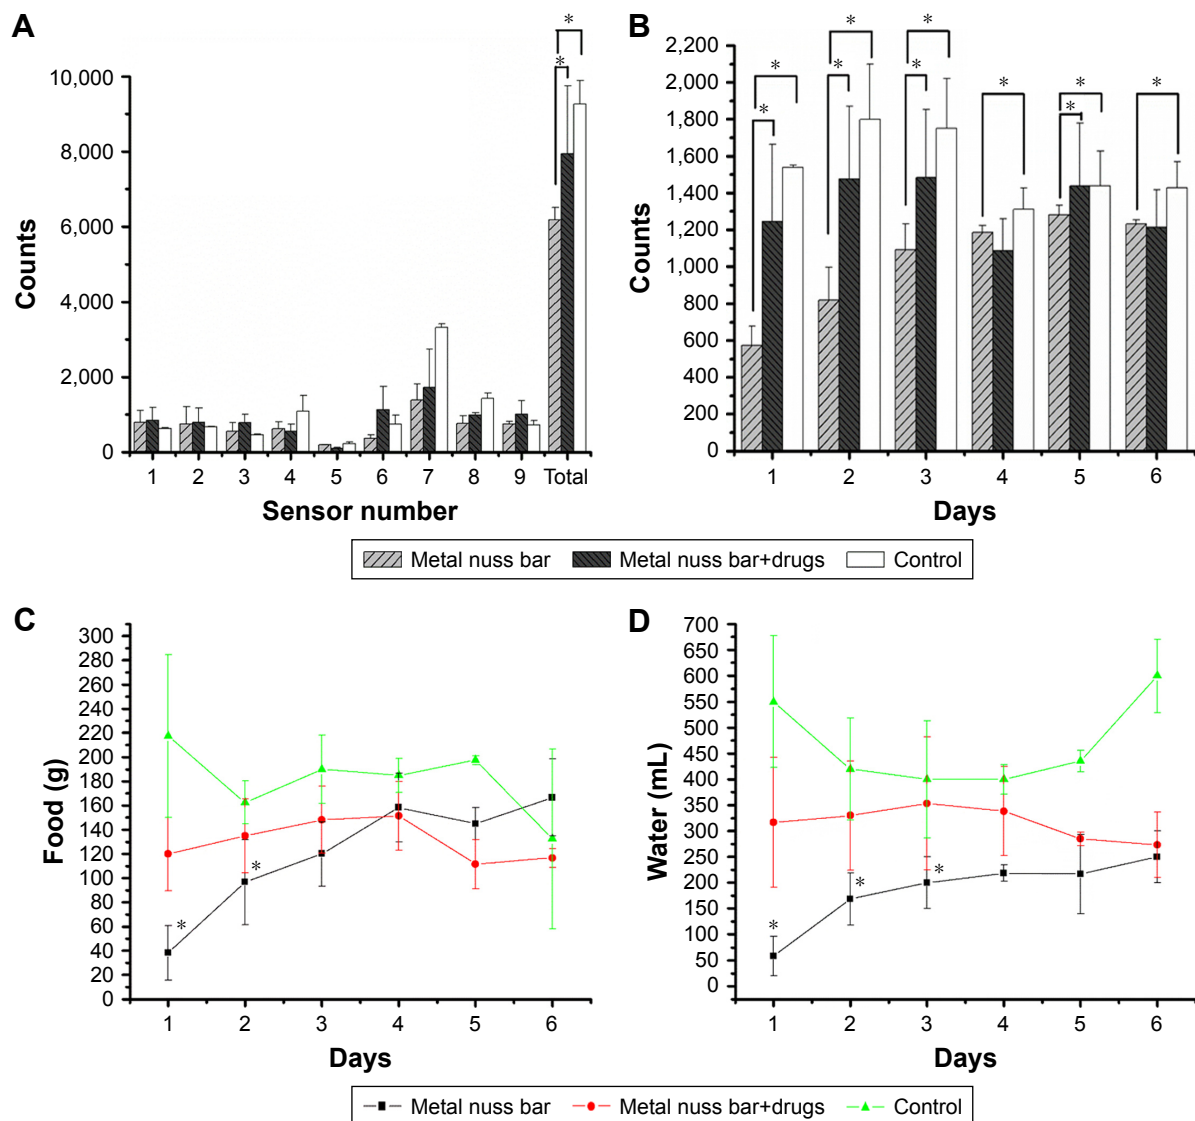 A
B
*
*
10,000
8,000
6,000
4,000
2,000
0
Counts
1 2 3 4 5 6 7 8 9 Total
Sensor number
* * * * * * * * * *
2,200
2,000
1,800
1,600
1,400
1,200
1,000
800
600
400
200
0
Counts
1 2 3 4 5 6
Days
Metal nuss bar Metal nuss bar+drugs Control
C
D
300
280
260
240
220
200
180
160
140
120
100
80
60
40
20
0
Food (g)
*
*
1 2 3 4 5 6
Days
700
650
600
550
500
450
400
350
300
250
200
150
100
50
0
Water (mL)
* * *
1 2 3 4 5 6
Days
Metal nuss bar Metal nuss bar+drugs Control